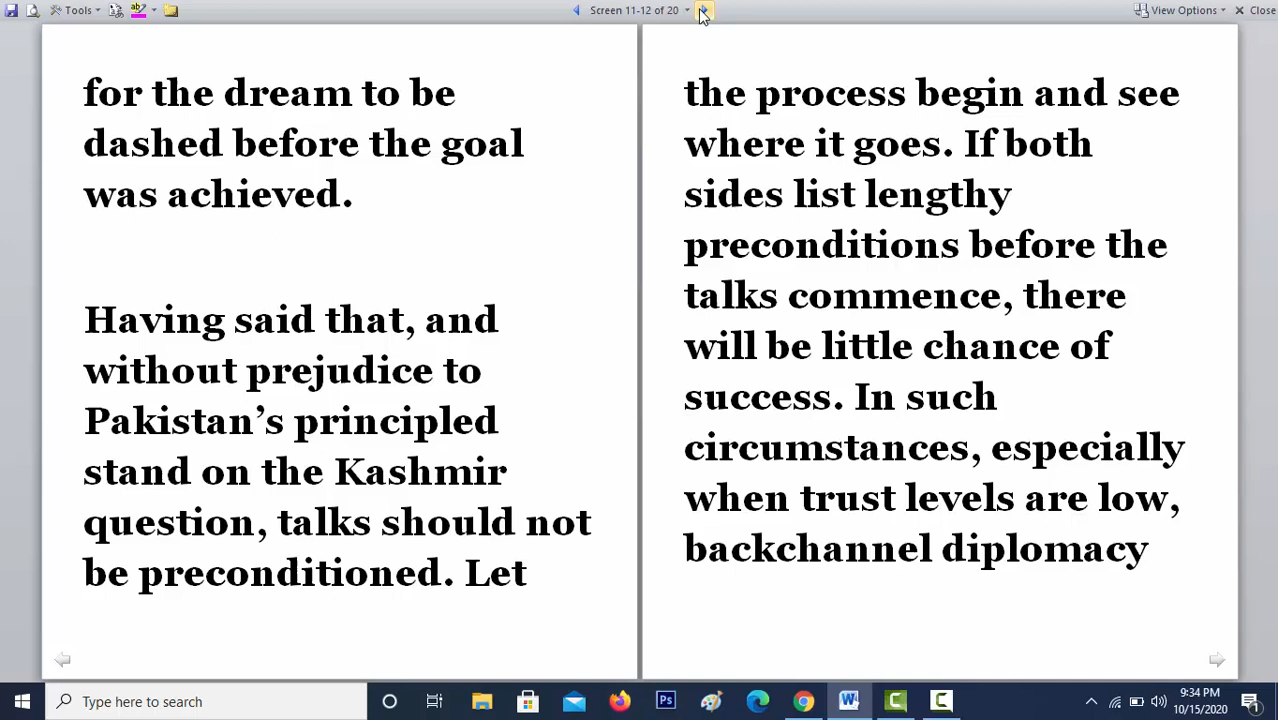 Tools
Screen 11-12 of 20
View Options
Close
for the dream to be
dashed before the goal
was achieved.
Having said that, and
without prejudice to
Pakistan’s principled
stand on the Kashmir
question, talks should not
be preconditioned. Let
the process begin and see
where it goes. If both
sides list lengthy
preconditions before the
talks commence, there
will be little chance of
success. In such
circumstances, especially
when trust levels are low,
backchannel diplomacy
Type here to search
Ps
W
C
C
9:34 PM
10/15/2020
1